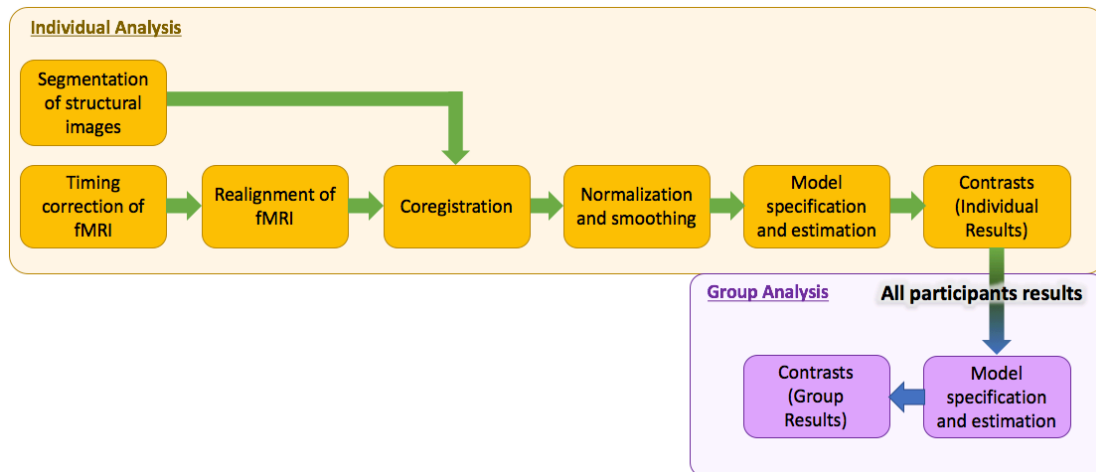 Individual Analysis
Segmentation
of structural
images
Timing
correction of
fMRI
Realignment of
fMRI
Coregistration
Normalization
and smoothing
Model
specification
and estimation
Contrasts
(Individual
Results)
Group Analysis
All participants results
Contrasts
(Group
Results)
Model
specification
and estimation